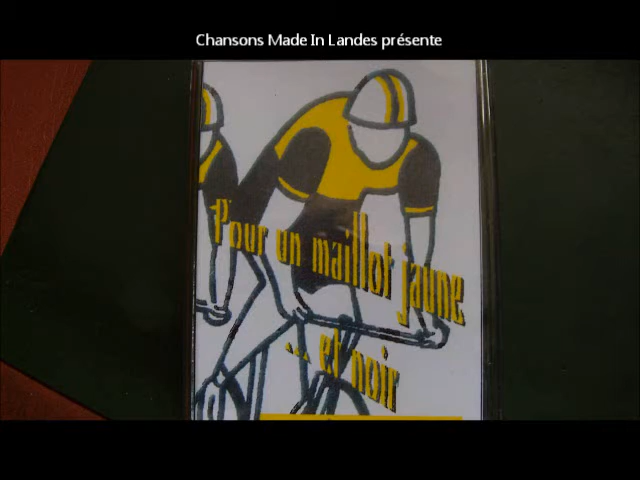 Chansons Made In Landes présente
Pour un maillot jaune
... et noir